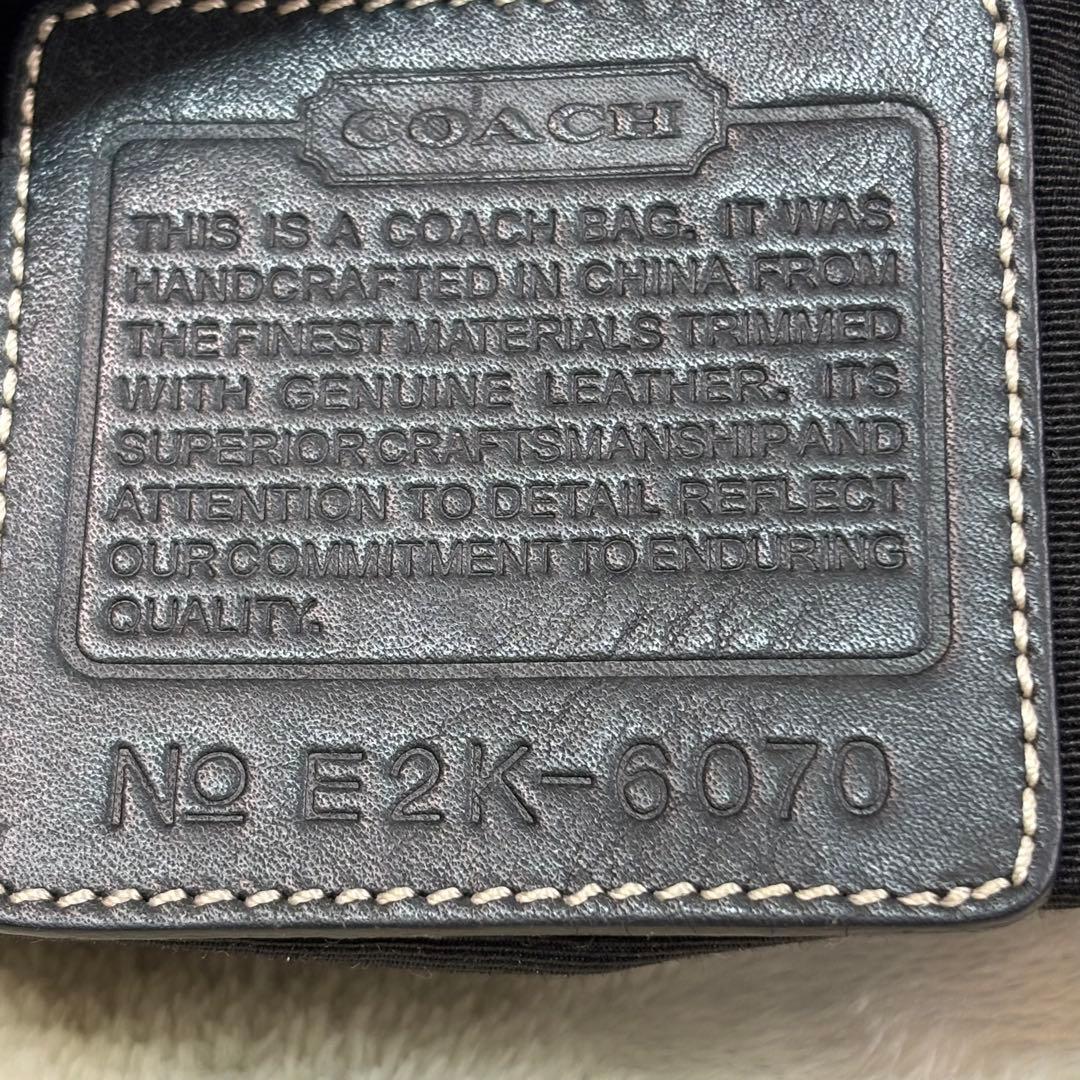 COACH
THIS IS A COACH BAG. IT WAS
HANDCRAFTED IN CHINA FROM
THE FINEST MATERIALS TRIMMED
WITH GENUINE LEATHER. ITS
SUPERIOR CRAFTSMANSHIP AND
ATTENTION TO DETAIL REFLECT
OUR COMMITMENT TO ENDURING
QUALITY.
No E2K-6070